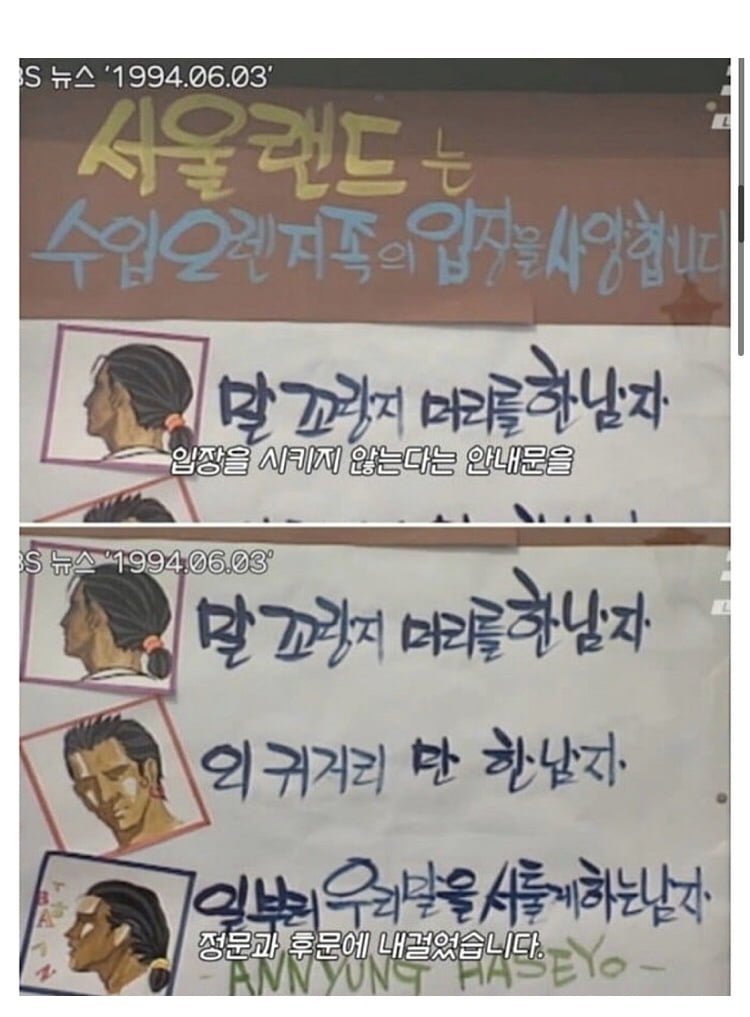 BS 뉴스 '1994.06.03'
서울랜드는
수입오렌지족의 입장을 사양합니다
말꼬랑지 머리를 한 남자
입장을 시키지 않는다는 안내문을
BS 뉴스 '1994.06.03'
말꼬랑지 머리를 한 남자
외귀거리만 한 남자
일부러 우리말을 서툴게하는 남자
정문과 후문에 내걸었습니다.
- ANNYUNG HASEYO -